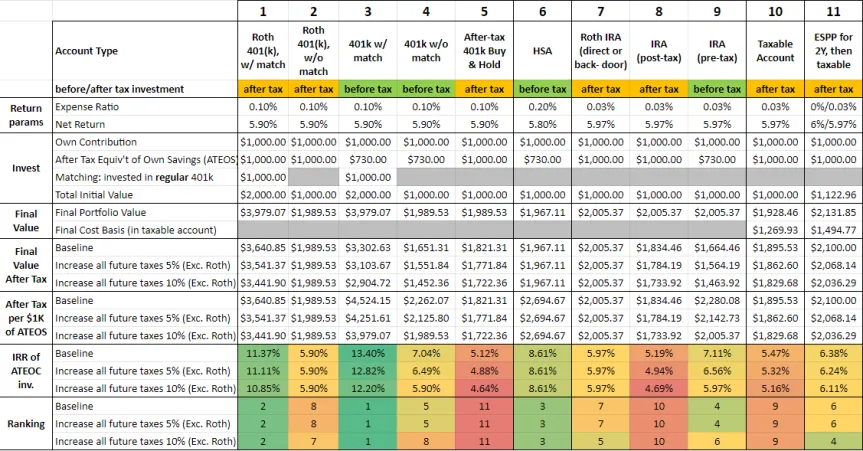 1 2 3 4 5 6 7 8 9 10 11
Account Type Roth 401(k), w/ match Roth 401(k), w/o match 401k w/ match 401k w/o match After-tax 401k Buy & Hold HSA Roth IRA (direct or back- door) IRA (post-tax) IRA (pre-tax) Taxable Account ESPP for 2Y, then taxable
before/after tax investment after tax after tax before tax before tax after tax before tax after tax after tax before tax after tax after tax
Return params Expense Ratio 0.10% 0.10% 0.10% 0.10% 0.10% 0.20% 0.03% 0.03% 0.03% 0.03% 0%/0.03%
Net Return 5.90% 5.90% 5.90% 5.90% 5.90% 5.80% 5.97% 5.97% 5.97% 5.97% 6%/5.97%
Invest Own Contribution $1,000.00 $1,000.00 $1,000.00 $1,000.00 $1,000.00 $1,000.00 $1,000.00 $1,000.00 $1,000.00 $1,000.00 $1,000.00
After Tax Equiv't of Own Savings (ATEOS) $1,000.00 $1,000.00 $730.00 $730.00 $1,000.00 $730.00 $1,000.00 $1,000.00 $730.00 $1,000.00 $1,000.00
Matching: invested in regular 401k $1,000.00 $1,000.00
Total Initial Value $2,000.00 $1,000.00 $2,000.00 $1,000.00 $1,000.00 $1,000.00 $1,000.00 $1,000.00 $1,000.00 $1,000.00 $1,122.96
Final Value Final Portfolio Value $3,979.07 $1,989.53 $3,979.07 $1,989.53 $1,989.53 $1,967.11 $2,005.37 $2,005.37 $2,005.37 $1,928.46 $2,131.85
Final Cost Basis (in taxable account) $1,269.93 $1,494.77
Final Value After Tax Baseline $3,640.85 $1,989.53 $3,302.63 $1,651.31 $1,821.31 $1,967.11 $2,005.37 $1,834.46 $1,664.46 $1,895.53 $2,100.00
Increase all future taxes 5% (Exc. Roth) $3,541.37 $1,989.53 $3,103.67 $1,551.84 $1,771.84 $1,967.11 $2,005.37 $1,784.19 $1,564.19 $1,862.60 $2,068.14
Increase all future taxes 10% (Exc. Roth) $3,441.90 $1,989.53 $2,904.72 $1,452.36 $1,722.36 $1,967.11 $2,005.37 $1,733.92 $1,463.92 $1,829.68 $2,036.29
After Tax per $1K of ATEOS Baseline $3,640.85 $1,989.53 $4,524.15 $2,262.07 $1,821.31 $2,694.67 $2,005.37 $1,834.46 $2,280.08 $1,895.53 $2,100.00
Increase all future taxes 5% (Exc. Roth) $3,541.37 $1,989.53 $4,251.61 $2,125.80 $1,771.84 $2,694.67 $2,005.37 $1,784.19 $2,142.73 $1,862.60 $2,068.14
Increase all future taxes 10% (Exc. Roth) $3,441.90 $1,989.53 $3,979.07 $1,989.53 $1,722.36 $2,694.67 $2,005.37 $1,733.92 $2,005.37 $1,829.68 $2,036.29
IRR of ATEOC inv. Baseline 11.37% 5.90% 13.40% 7.04% 5.12% 8.61% 5.97% 5.19% 7.11% 5.47% 6.38%
Increase all future taxes 5% (Exc. Roth) 11.11% 5.90% 12.82% 6.49% 4.88% 8.61% 5.97% 4.94% 6.56% 5.32% 6.24%
Increase all future taxes 10% (Exc. Roth) 10.85% 5.90% 12.20% 5.90% 4.64% 8.61% 5.97% 4.69% 5.97% 5.16% 6.11%
Ranking Baseline 2 8 1 5 11 3 7 10 4 9 6
Increase all future taxes 5% (Exc. Roth) 2 8 1 5 11 3 7 10 4 9 6
Increase all future taxes 10% (Exc. Roth) 2 7 1 8 11 3 5 10 6 9 4